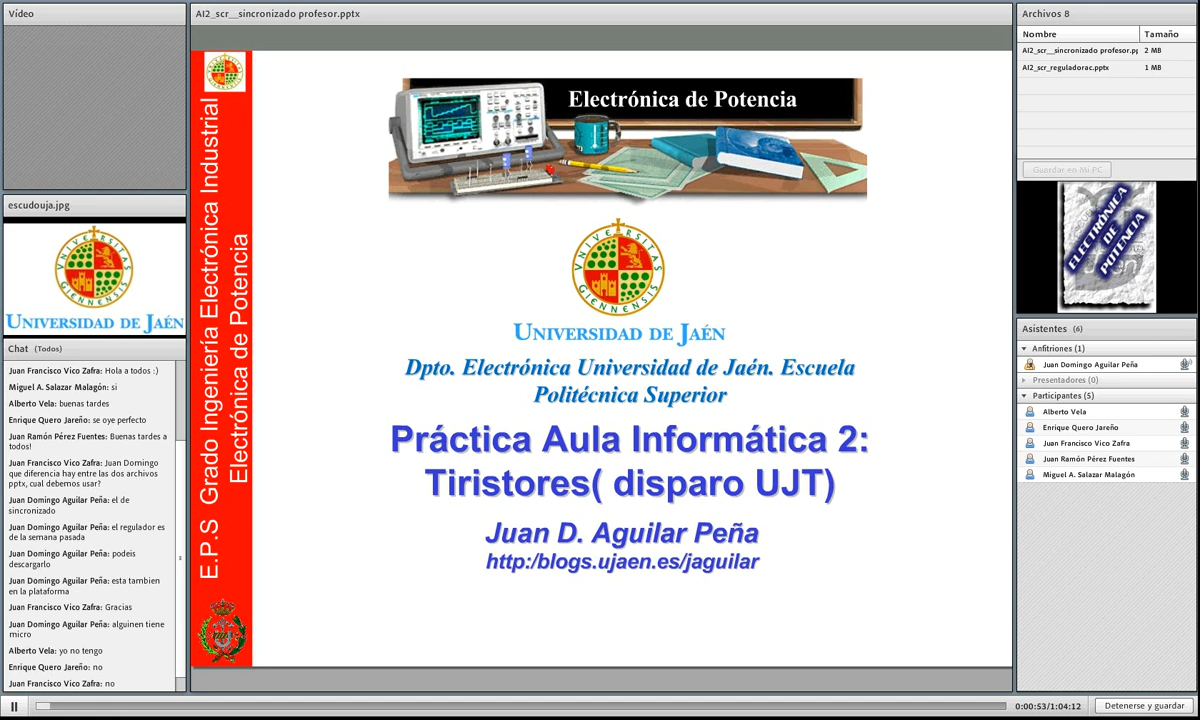 Vídeo
escudouja.jpg
UNIVERSITAS
GIENNENSIS
UNIVERSIDAD DE JAÉN
Chat (Todos)
Juan Francisco Vico Zafra: Hola a todos :)
Miguel A. Salazar Malagón: si
Alberto Vela: buenas tardes
Enrique Quero Jareño: se oye perfecto
Juan Ramón Pérez Fuentes: Buenas tardes a
todos!
Juan Francisco Vico Zafra: Juan Domingo
que diferencia hay entre las dos archivos
pptx, cual debemos usar?
Juan Domingo Aguilar Peña: el de
sincronizado
Juan Domingo Aguilar Peña: el regulador es
de la semana pasada
Juan Domingo Aguilar Peña: podeis
descargarlo
Juan Domingo Aguilar Peña: esta tambien
en la plataforma
Juan Francisco Vico Zafra: Gracias
Juan Domingo Aguilar Peña: alguinen tiene
micro
Alberto Vela: yo no tengo
Enrique Quero Jareño: no
Juan Francisco Vico Zafra: no
AI2_scr__sincronizado profesor.pptx
E.P.S Grado Ingeniería Electrónica Industrial
Electrónica de Potencia
Electrónica de Potencia
UNIVERSITAS
GIENNENSIS
UNIVERSIDAD DE JAÉN
Dpto. Electrónica Universidad de Jaén. Escuela
Politécnica Superior
Práctica Aula Informática 2:
Tiristores( disparo UJT)
Juan D. Aguilar Peña
http:/blogs.ujaen.es/jaguilar
Archivos 8
Nombre Tamaño
AI2_scr__sincronizado profesor.pp 2 MB
AI2_scr_reguladorac.pptx 1 MB
Guardar en Mi PC
ELECTRÓNICA
DE
POTENCIA
Asistentes (6)
Anfitriones (1)
Juan Domingo Aguilar Peña
Presentadores (0)
Participantes (5)
Alberto Vela
Enrique Quero Jareño
Juan Francisco Vico Zafra
Juan Ramón Pérez Fuentes
Miguel A. Salazar Malagón
0:00:53/1:04:12
Detenerse y guardar